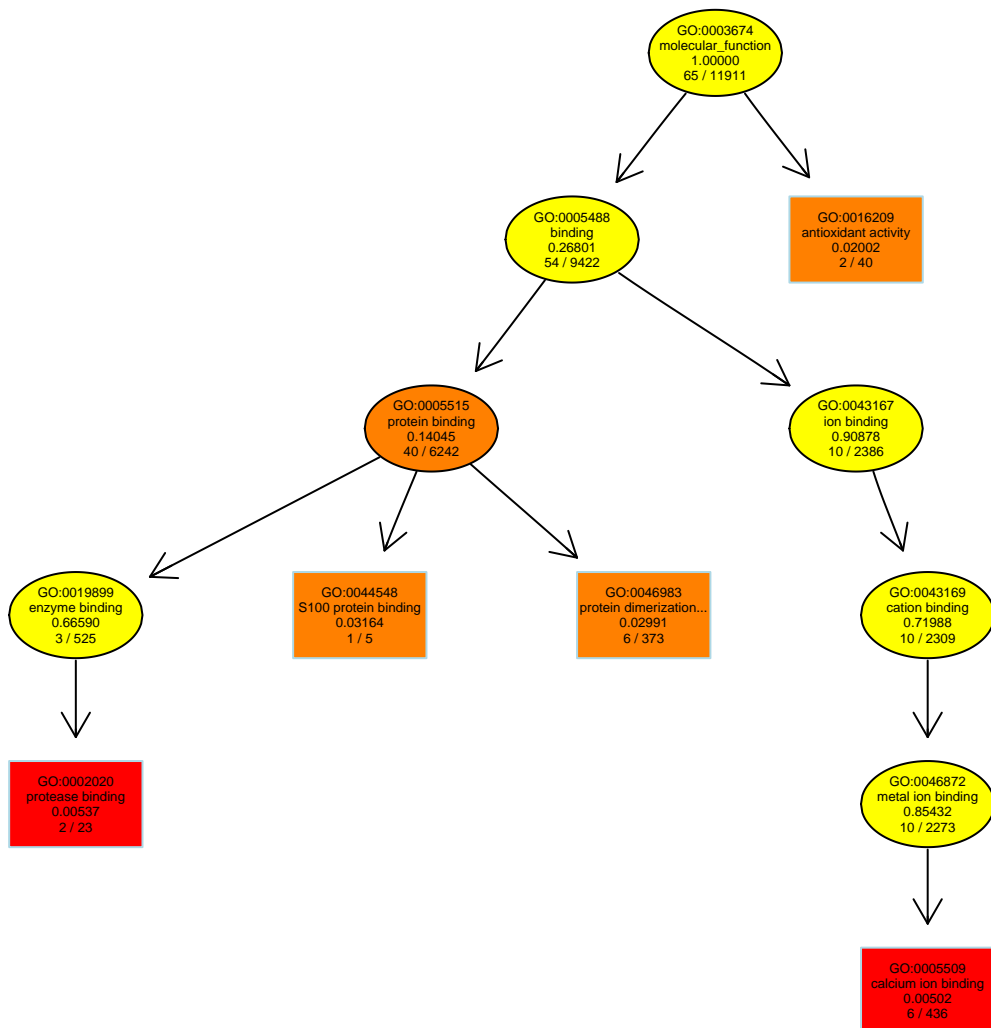 GO:0003674
molecular_function
1.00000
65 / 11911
GO:0005488
binding
0.26801
54 / 9422
GO:0016209
antioxidant activity
0.02002
2 / 40
GO:0005515
protein binding
0.14045
40 / 6242
GO:0043167
ion binding
0.90878
10 / 2386
GO:0019899
enzyme binding
0.66590
3 / 525
GO:0044548
S100 protein binding
0.03164
1 / 5
GO:0046983
protein dimerization...
0.02991
6 / 373
GO:0043169
cation binding
0.71988
10 / 2309
GO:0002020
protease binding
0.00537
2 / 23
GO:0046872
metal ion binding
0.85432
10 / 2273
GO:0005509
calcium ion binding
0.00502
6 / 436